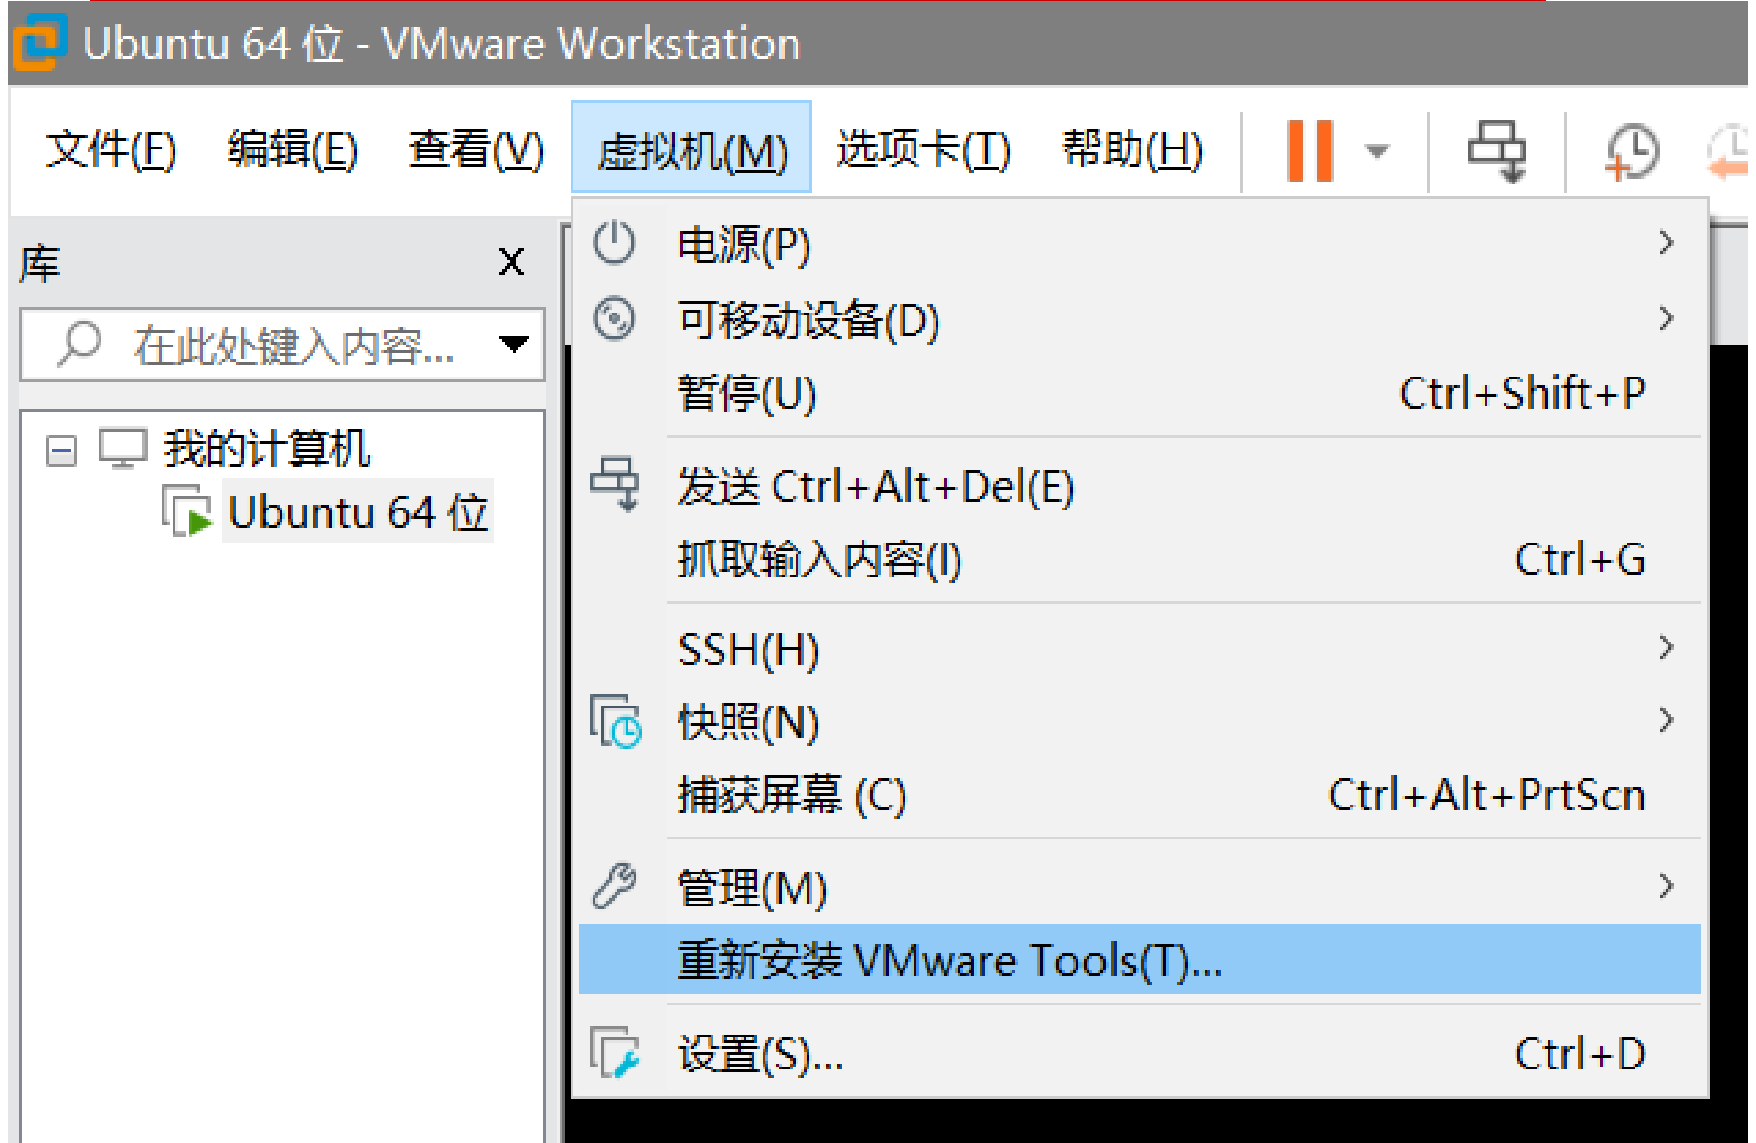 Ubuntu 64 位 - VMware Workstation
文件(F) 编辑(E) 查看(V) 虚拟机(M) 选项卡(T) 帮助(H)
库 X
在此处键入内容...
我的计算机
Ubuntu 64 位
电源(P)
可移动设备(D)
暂停(U) Ctrl+Shift+P
发送 Ctrl+Alt+Del(E)
抓取输入内容(I) Ctrl+G
SSH(H)
快照(N)
捕获屏幕 (C) Ctrl+Alt+PrtScn
管理(M)
重新安装 VMware Tools(T)...
设置(S)... Ctrl+D